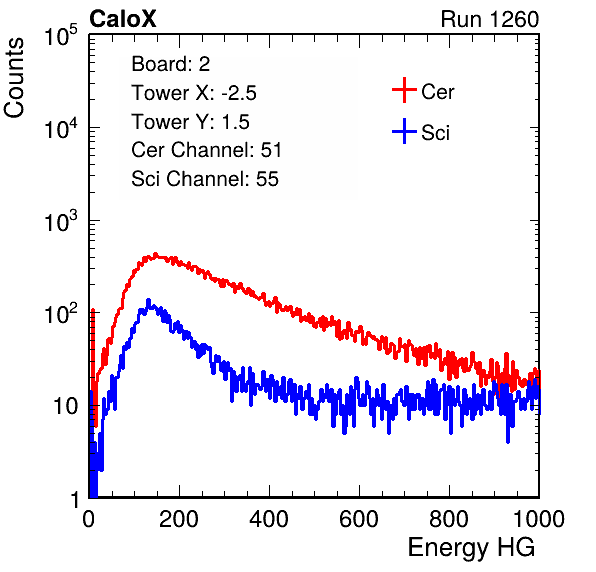 CaloX Run 1260
Counts
10^5
10^4
10^3
10^2
10
1
Board: 2
Tower X: -2.5
Tower Y: 1.5
Cer Channel: 51
Sci Channel: 55
Cer
Sci
0 200 400 600 800 1000
Energy HG